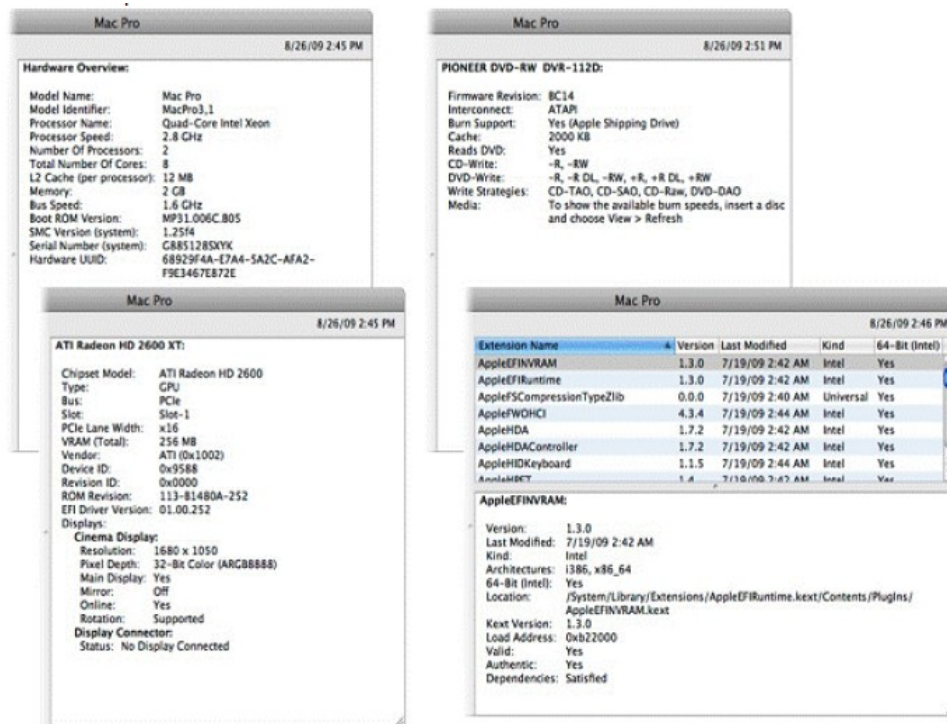 Mac Pro
8/26/09 2:45 PM
Hardware Overview:
Model Name: Mac Pro
Model Identifier: MacPro3,1
Processor Name: Quad-Core Intel Xeon
Processor Speed: 2.8 GHz
Number Of Processors: 2
Total Number Of Cores: 8
L2 Cache (per processor): 12 MB
Memory: 2 GB
Bus Speed: 1.6 GHz
Boot ROM Version: MP31.006C.B05
SMC Version (system): 1.25f4
Serial Number (system): G88512BSXYK
Hardware UUID: 68929F4A-E7A4-5A2C-AFA2-
F9E3467E872E
Mac Pro
8/26/09 2:51 PM
PIONEER DVD-RW DVR-112D:
Firmware Revision: BC14
Interconnect: ATAPI
Burn Support: Yes (Apple Shipping Drive)
Cache: 2000 KB
Reads DVD: Yes
CD-Write: -R, -RW
DVD-Write: -R, -R DL, -RW, +R, +R DL, +RW
Write Strategies: CD-TAO, CD-SAO, CD-Raw, DVD-DAO
Media: To show the available burn speeds, insert a disc
and choose View > Refresh
Mac Pro
8/26/09 2:45 PM
ATI Radeon HD 2600 XT:
Chipset Model: ATI Radeon HD 2600
Type: GPU
Bus: PCIe
Slot: Slot-1
PCIe Lane Width: x16
VRAM (Total): 256 MB
Vendor: ATI (0x1002)
Device ID: 0x9588
Revision ID: 0x0000
ROM Revision: 113-B1480A-252
EFI Driver Version: 01.00.252
Displays:
Cinema Display:
Resolution: 1680 x 1050
Pixel Depth: 32-Bit Color (ARGB8888)
Main Display: Yes
Mirror: Off
Online: Yes
Rotation: Supported
Display Connector:
Status: No Display Connected
Mac Pro
8/26/09 2:46 PM
Extension Name Version Last Modified Kind 64-Bit (Intel)
AppleEFINVRAM 1.3.0 7/19/09 2:42 AM Intel Yes
AppleEFIRuntime 1.3.0 7/19/09 2:42 AM Intel Yes
AppleFSCompressionTypeZlib 0.0.0 7/19/09 2:40 AM Universal Yes
AppleFWOHCI 4.3.4 7/19/09 2:44 AM Intel Yes
AppleHDA 1.7.2 7/19/09 2:42 AM Intel Yes
AppleHDAController 1.7.2 7/19/09 2:42 AM Intel Yes
AppleHIDKeyboard 1.1.5 7/19/09 2:44 AM Intel Yes
AppleHPET 1.4 7/19/09 2:42 AM Intel Yes
AppleEFINVRAM:
Version: 1.3.0
Last Modified: 7/19/09 2:42 AM
Kind: Intel
Architectures: i386, x86_64
64-Bit (Intel): Yes
Location: /System/Library/Extensions/AppleEFIRuntime.kext/Contents/PlugIns/
AppleEFINVRAM.kext
Kext Version: 1.3.0
Load Address: 0xb22000
Valid: Yes
Authentic: Yes
Dependencies: Satisfied